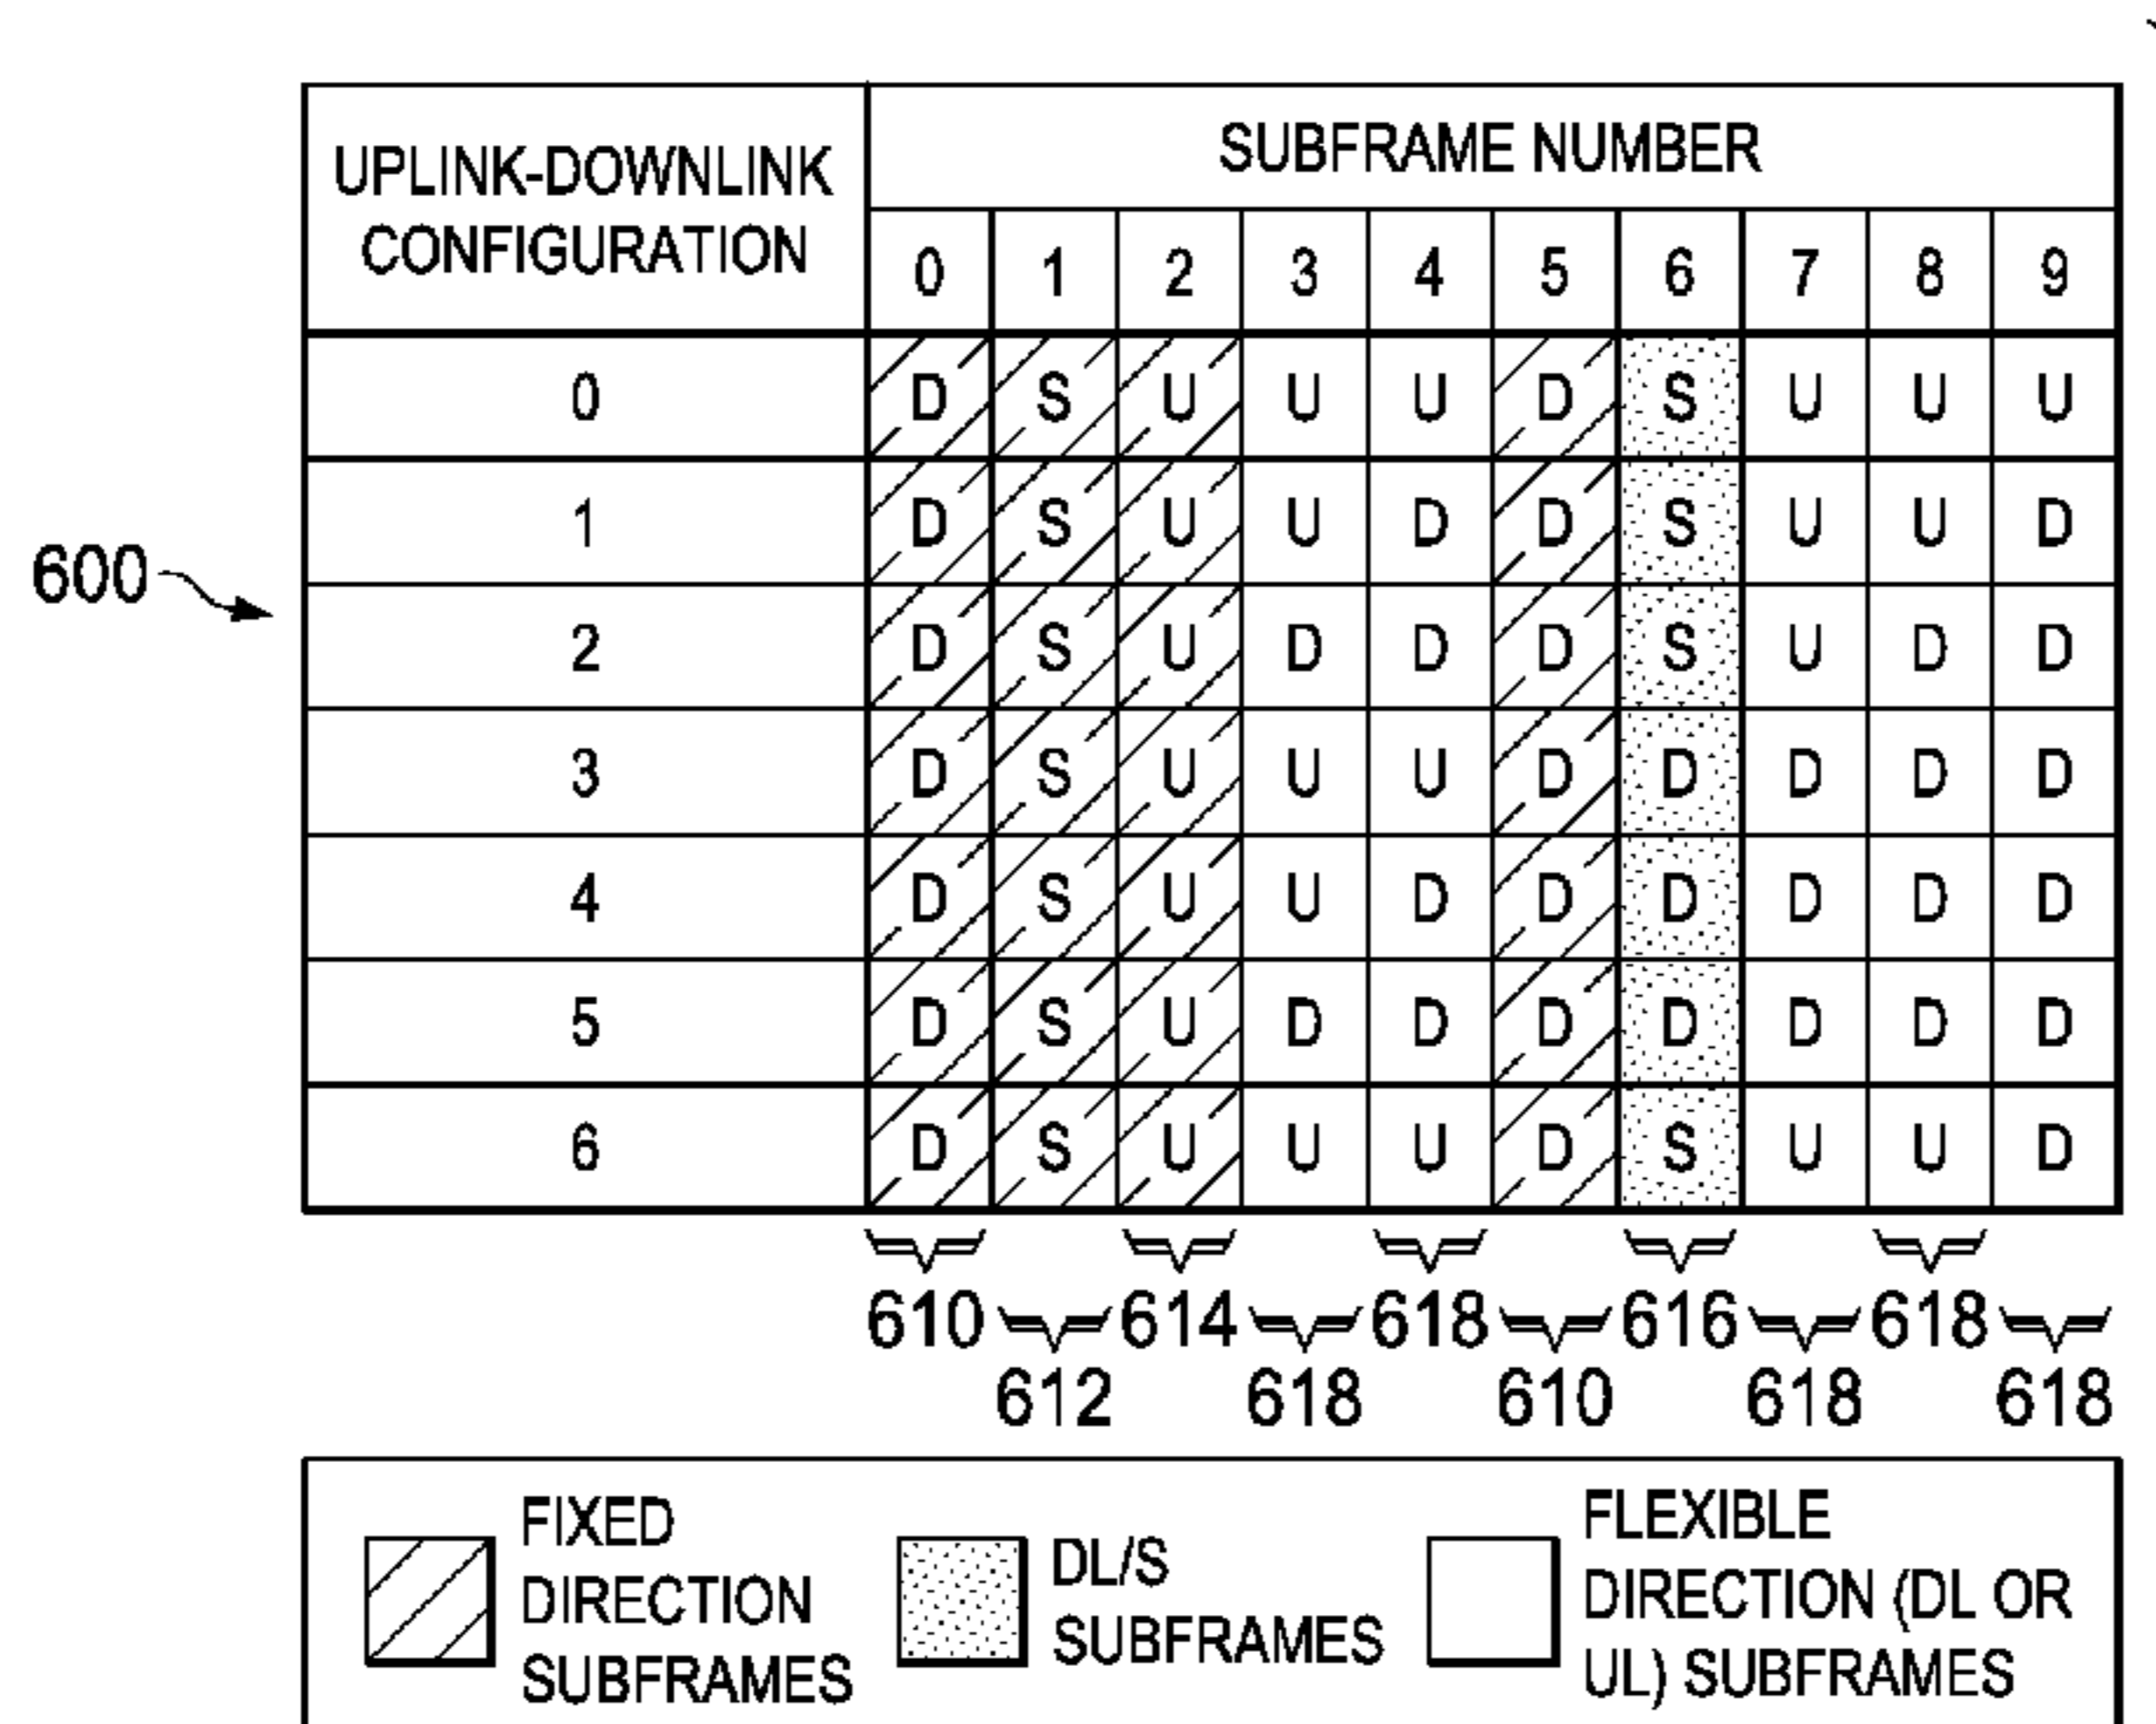 SUBFRAME NUMBER
UPLINK-DOWNLINK
CONFIGURATION
0 1 2 3 4 5 6 7 8 9
0 D S U U U D S U U U
1 D S U U D D S U U D
600
2 D S U D D D S U D D
3 D S U U U D D D D D
4 D S U U D D D D D D
5 D S U D D D D D D D
6 D S U U U D S U U D
610 614 618 616 618
612 618 610 618 618
FIXED
DIRECTION
SUBFRAMES
DL/S
SUBFRAMES
FLEXIBLE
DIRECTION (DL OR
UL) SUBFRAMES